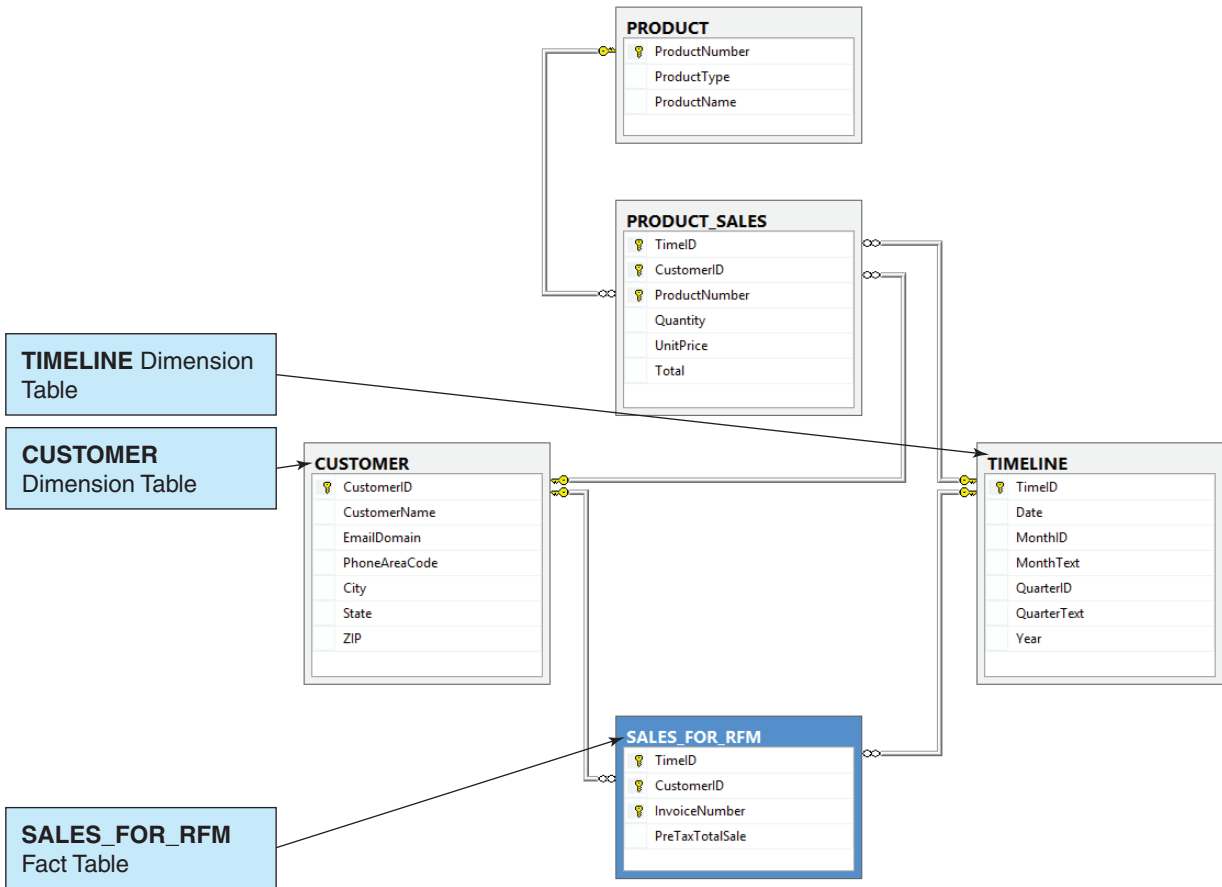 PRODUCT
ProductNumber
ProductType
ProductName
PRODUCT_SALES
TimeID
CustomerID
ProductNumber
Quantity
UnitPrice
Total
TIMELINE Dimension
Table
CUSTOMER
Dimension Table
CUSTOMER
CustomerID
CustomerName
EmailDomain
PhoneAreaCode
City
State
ZIP
TIMELINE
TimeID
Date
MonthID
MonthText
QuarterID
QuarterText
Year
SALES_FOR_RFM
TimeID
CustomerID
InvoiceNumber
PreTaxTotalSale
SALES_FOR_RFM
Fact Table